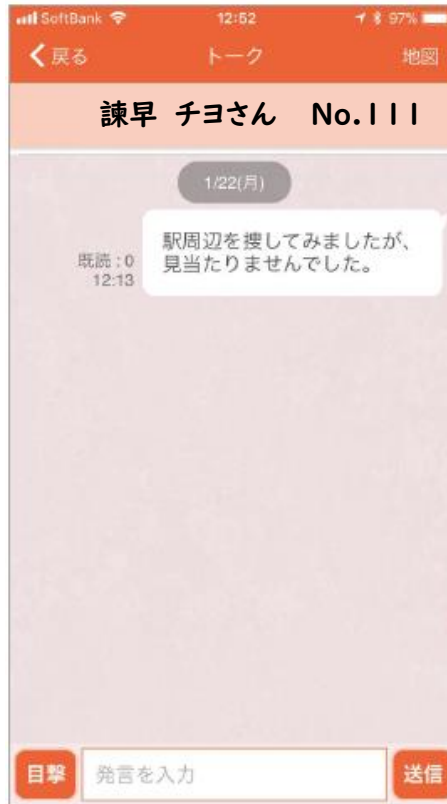 SoftBank 12:52 97%
戻る トーク 地図
諫早 チヨさん No.111
1/22(月)
駅周辺を捜してみましたが、
見当たりませんでした。
既読:0
12:13
目撃 発言を入力 送信